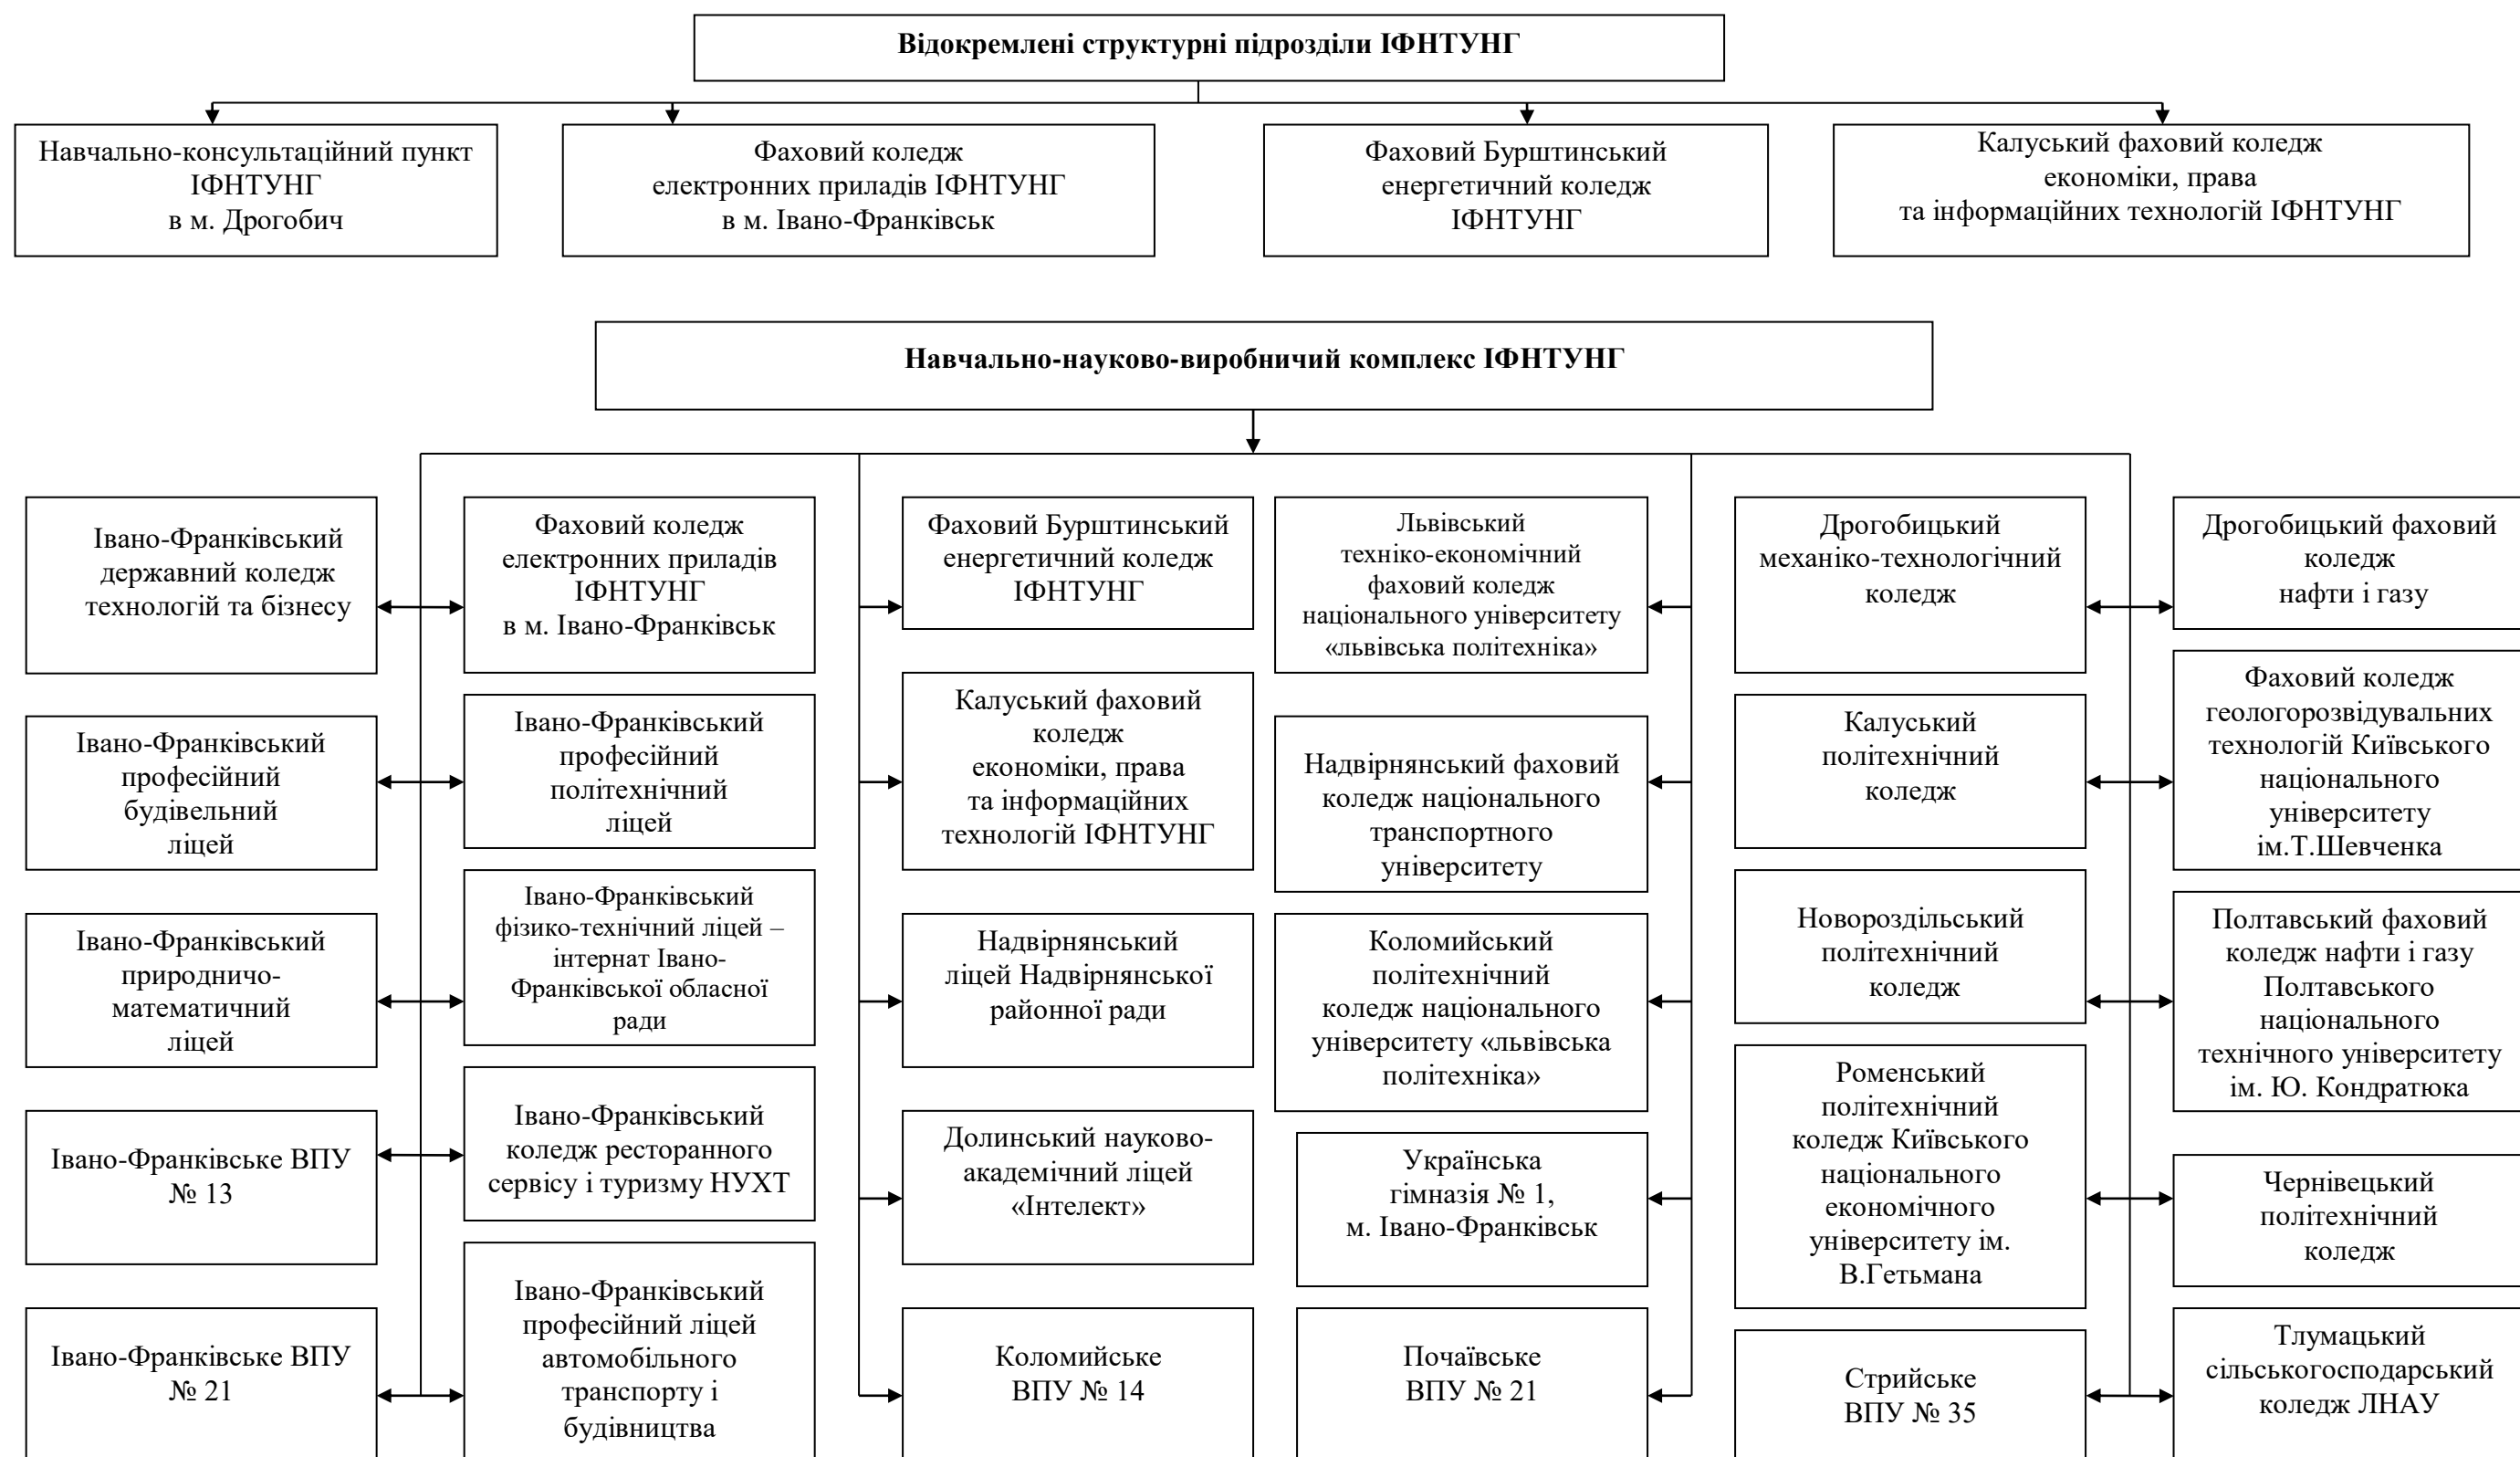 Відокремлені структурні підрозділи ІФНТУНГ
Навчально-консультаційний пункт
ІФНТУНГ
в м. Дрогобич
Фаховий коледж
електронних приладів ІФНТУНГ
в м. Івано-Франківськ
Фаховий Бурштинський
енергетичний коледж
ІФНТУНГ
Калуський фаховий коледж
економіки, права
та інформаційних технологій ІФНТУНГ
Навчально-науково-виробничий комплекс ІФНТУНГ
Івано-Франківський
державний коледж
технологій та бізнесу
Фаховий коледж
електронних приладів
ІФНТУНГ
в м. Івано-Франківськ
Фаховий Бурштинський
енергетичний коледж
ІФНТУНГ
Львівський
техніко-економічний
фаховий коледж
національного університету
«львівська політехніка»
Дрогобицький
механіко-технологічний
коледж
Дрогобицький фаховий
коледж
нафти і газу
Івано-Франківський
професійний
будівельний
ліцей
Івано-Франківський
професійний
політехнічний
ліцей
Калуський фаховий
коледж
економіки, права
та інформаційних
технологій ІФНТУНГ
Надвірнянський фаховий
коледж національного
транспортного
університету
Калуський
політехнічний
коледж
Фаховий коледж
геологорозвідувальних
технологій Київського
національного
університету
ім.Т.Шевченка
Івано-Франківський
природничо-
математичний
ліцей
Івано-Франківський
фізико-технічний ліцей –
інтернат Івано-
Франківської обласної
ради
Надвірнянський
ліцей Надвірнянської
районної ради
Коломийський
політехнічний
коледж національного
університету «львівська
політехніка»
Новороздільський
політехнічний
коледж
Полтавський фаховий
коледж нафти і газу
Полтавського
національного
технічного університету
ім. Ю. Кондратюка
Івано-Франківське ВПУ
№ 13
Івано-Франківський
коледж ресторанного
сервісу і туризму НУХТ
Долинський науково-
академічний ліцей
«Інтелект»
Українська
гімназія № 1,
м. Івано-Франківськ
Роменський
політехнічний
коледж Київського
національного
економічного
університету ім.
В.Гетьмана
Чернівецький
політехнічний
коледж
Івано-Франківське ВПУ
№ 21
Івано-Франківський
професійний ліцей
автомобільного
транспорту і
будівництва
Коломийське
ВПУ № 14
Почаївське
ВПУ № 21
Стрийське
ВПУ № 35
Тлумацький
сільськогосподарський
коледж ЛНАУ